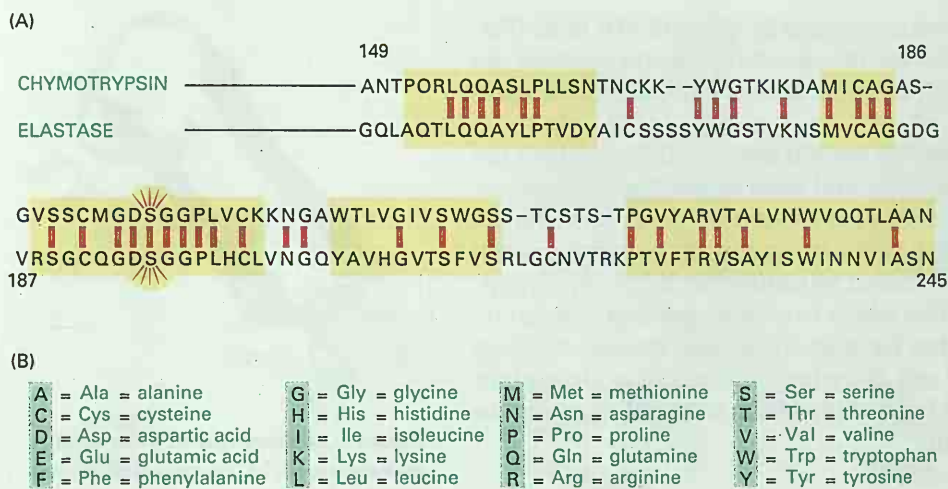 (A)
149 186
CHYMOTRYPSIN ANTPORLQQASLPLLSNTNCKK--YWGTKIKDAMICAGAS-
ELASTASE GQLAQTLQQAYLPTVDYAICSSSSYWGSTVKNSMVCAGGDG
GVSSCMGDSGGPLVCKKNGAWTLVGIVSWGSS-TCSTS-TPGVYARVTALVNWVQQTLAAN
VRSGCQGDSGGPLHCLVNGQYAVHGVTSFVSRLGCNVTRKPTVFTRVSAYISWINNVIASN
187 245
(B)
A = Ala = alanine G = Gly = glycine M = Met = methionine S = Ser = serine
C = Cys = cysteine H = His = histidine N = Asn = asparagine T = Thr = threonine
D = Asp = aspartic acid I = Ile = isoleucine P = Pro = proline V = Val = valine
E = Glu = glutamic acid K = Lys = lysine Q = Gln = glutamine W = Trp = tryptophan
F = Phe = phenylalanine L = Leu = leucine R = Arg = arginine Y = Tyr = tyrosine